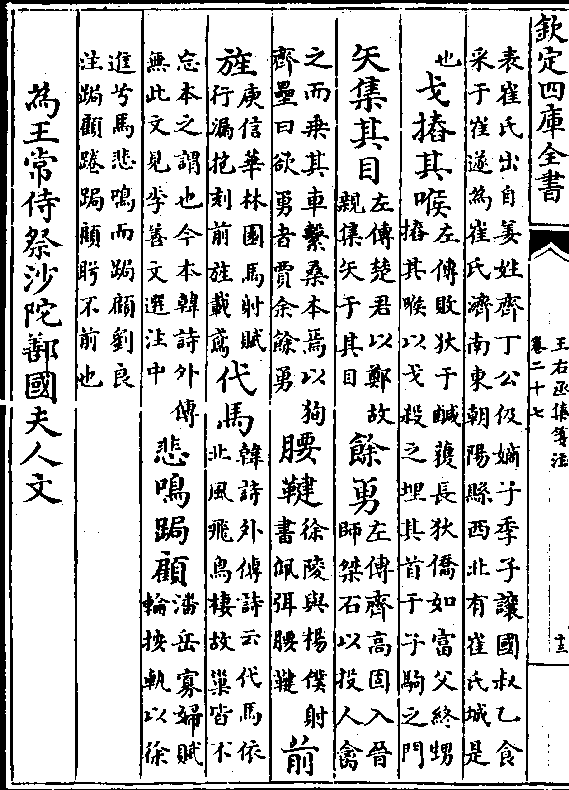 欽定四庫全書
王右丞集箋注
卷二十七
十三
表崔氏出自姜姓齊丁公伋嫡子季子讓國叔乙食
采于崔遂為崔氏濟南東朝陽縣西北有崔氏城是
也 戈摏其喉 左傳敗狄于鹹獲長狄僑如富父終甥摏其喉以戈殺之埋其首于子駒之門
矢集其目 左傳楚君以鄭故親集矢于其目 餘勇 左傳齊高固入晉師桀石以投人禽
之而乗其車繫桑本焉以狥齊壘曰欲勇者賈余餘勇 腰鞬 徐陵與楊僕射書佩弭腰鞬 前
旌 庾信華林園馬射賦行漏抱刻前旌載鳶 代馬 韓詩外傳詩云代馬依北風飛鳥棲故巢皆不
忘本之謂也今本韓詩外傳無此文見李善文選注中 悲鳴跼顧 潘岳寡婦賦輪按軌以徐
進兮馬悲鳴而跼顧劉良
注跼顧踡跼顧眄不前也
為王常侍祭沙陀鄯國夫人文